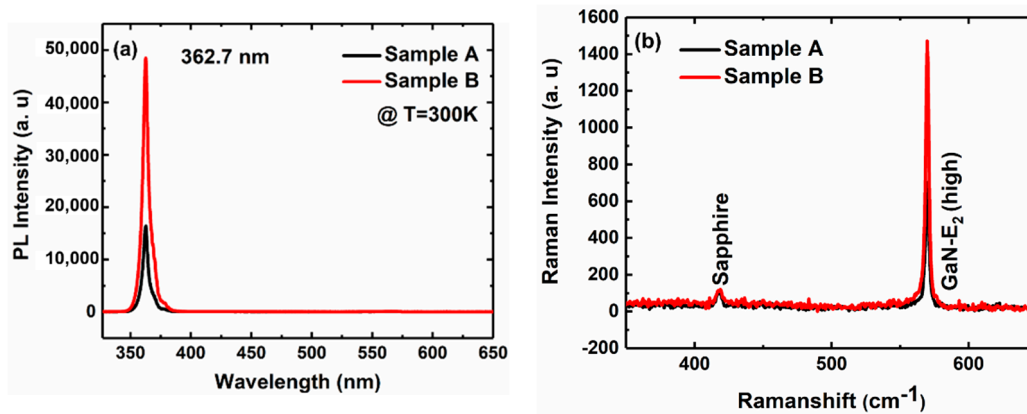 (a)
362.7 nm
Sample A
Sample B
@ T=300K
50,000
40,000
30,000
20,000
10,000
0
PL Intensity (a. u)
350
400
450
500
550
600
650
Wavelength (nm)
(b)
Sample A
Sample B
1600
1400
1200
1000
800
600
400
200
0
-200
Raman Intensity (a. u)
Sapphire
GaN-E2 (high)
400
500
600
Ramanshift (cm-1)